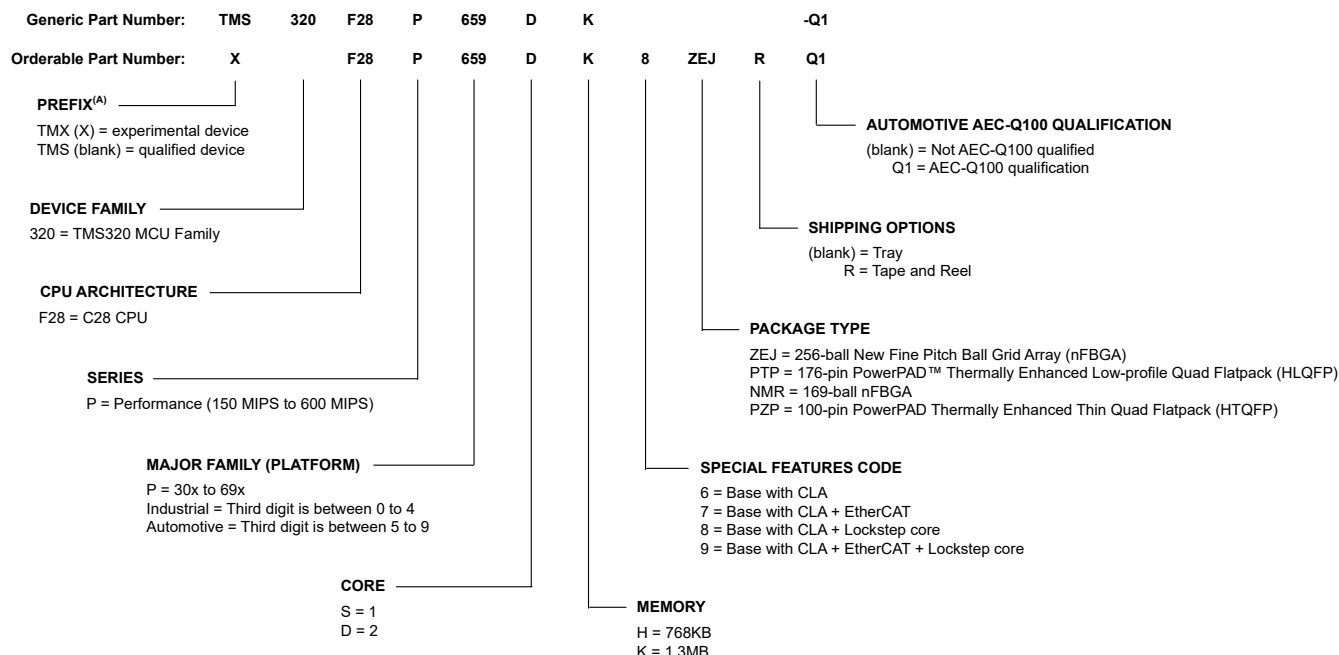 Generic Part Number: TMS 320 F28 P 659 D K -Q1
Orderable Part Number: X F28 P 659 D K 8 ZEJ R Q1
PREFIX(A)
TMX (X) = experimental device
TMS (blank) = qualified device
AUTOMOTIVE AEC-Q100 QUALIFICATION
(blank) = Not AEC-Q100 qualified
Q1 = AEC-Q100 qualification
DEVICE FAMILY
320 = TMS320 MCU Family
SHIPPING OPTIONS
(blank) = Tray
R = Tape and Reel
CPU ARCHITECTURE
F28 = C28 CPU
PACKAGE TYPE
ZEJ = 256-ball New Fine Pitch Ball Grid Array (nFBGA)
PTP = 176-pin PowerPAD™ Thermally Enhanced Low-profile Quad Flatpack (HLQFP)
NMR = 169-ball nFBGA
PZP = 100-pin PowerPAD Thermally Enhanced Thin Quad Flatpack (HTQFP)
SERIES
P = Performance (150 MIPS to 600 MIPS)
MAJOR FAMILY (PLATFORM)
P = 30x to 69x
Industrial = Third digit is between 0 to 4
Automotive = Third digit is between 5 to 9
SPECIAL FEATURES CODE
6 = Base with CLA
7 = Base with CLA + EtherCAT
8 = Base with CLA + Lockstep core
9 = Base with CLA + EtherCAT + Lockstep core
CORE
S = 1
D = 2
MEMORY
H = 768KB
K = 1.3MB